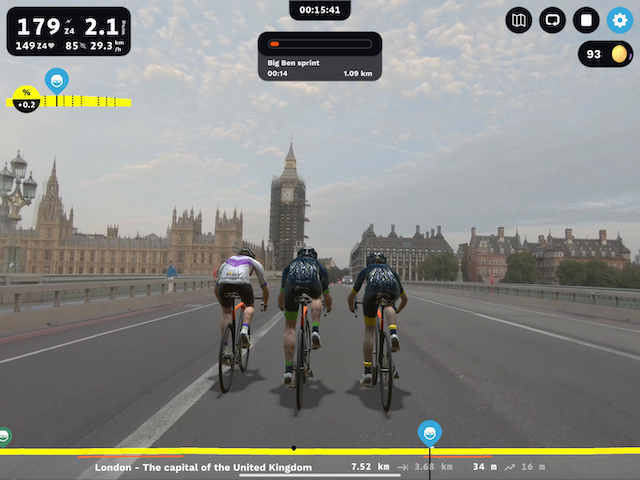 179 Z4 2.1 W/KG
149 Z4 85 29.3 km/h
00:15:41
Big Ben sprint
00:14 1.09 km
93
%
+0.2
London - The capital of the United Kingdom 7.52 km 3.68 km 34 m 16 m